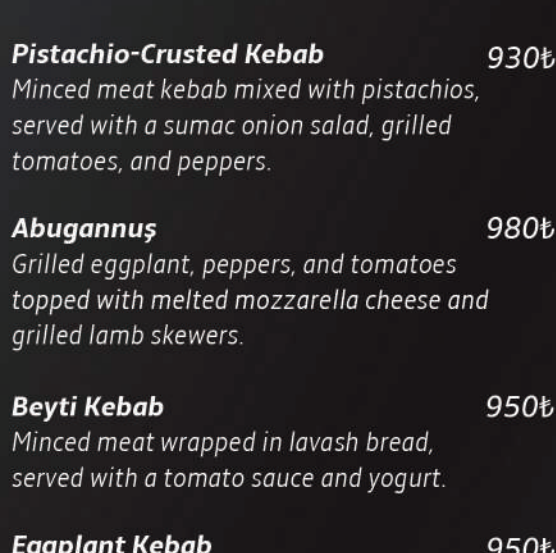 Pistachio-Crusted Kebab 930₺
Minced meat kebab mixed with pistachios,
served with a sumac onion salad, grilled
tomatoes, and peppers.
Abugannuş 980₺
Grilled eggplant, peppers, and tomatoes
topped with melted mozzarella cheese and
grilled lamb skewers.
Beyti Kebab 950₺
Minced meat wrapped in lavash bread,
served with a tomato sauce and yogurt.
Eggplant Kebab 950₺